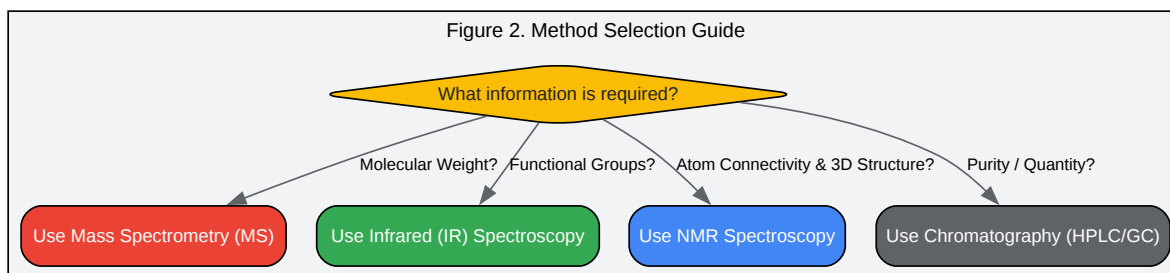 Figure 2. Method Selection Guide
What information is required?
Molecular Weight?
Functional Groups?
Atom Connectivity & 3D Structure?
Purity / Quantity?
Use Mass Spectrometry (MS)
Use Infrared (IR) Spectroscopy
Use NMR Spectroscopy
Use Chromatography (HPLC/GC)